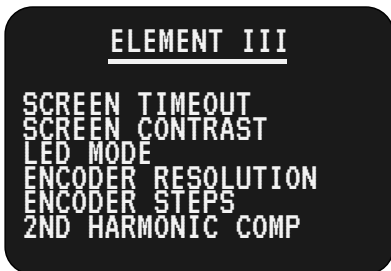 ELEMENT III
SCREEN TIMEOUT
SCREEN CONTRAST
LED MODE
ENCODER RESOLUTION
ENCODER STEPS
2ND HARMONIC COMP